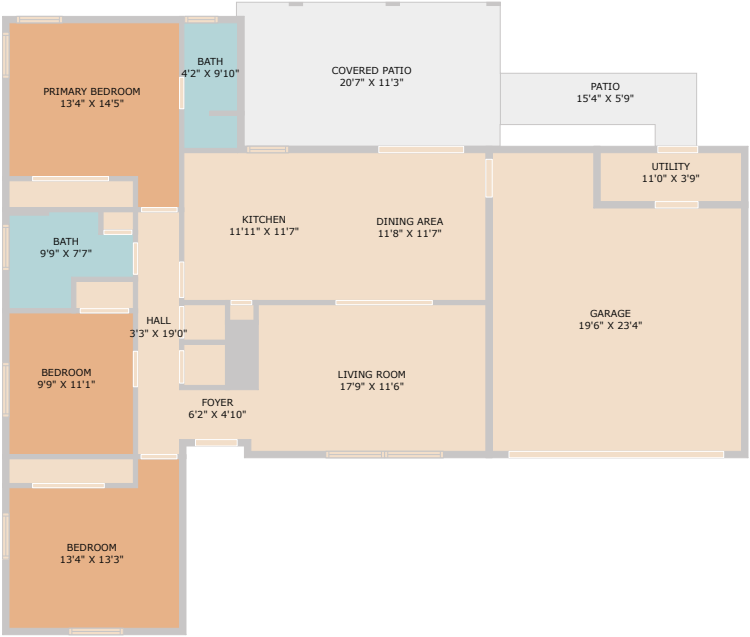 PRIMARY BEDROOM
13'4" X 14'5"
BATH
4'2" X 9'10"
COVERED PATIO
20'7" X 11'3"
PATIO
15'4" X 5'9"
UTILITY
11'0" X 3'9"
KITCHEN
11'11" X 11'7"
DINING AREA
11'8" X 11'7"
BATH
9'9" X 7'7"
HALL
3'3" X 19'0"
GARAGE
19'6" X 23'4"
BEDROOM
9'9" X 11'1"
LIVING ROOM
17'9" X 11'6"
FOYER
6'2" X 4'10"
BEDROOM
13'4" X 13'3"